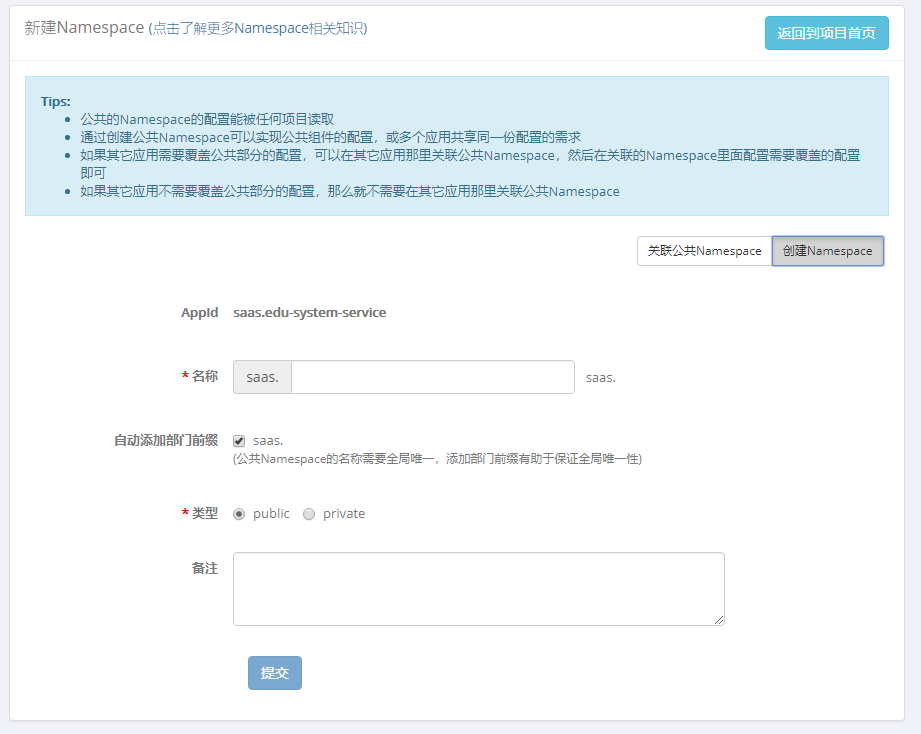 新建Namespace (点击了解更多Namespace相关知识)
返回到项目首页
Tips:
公共的Namespace的配置能被任何项目读取
通过创建公共Namespace可以实现公共组件的配置，或多个应用共享同一份配置的需求
如果其它应用需要覆盖公共部分的配置，可以在其它应用那里关联公共Namespace，然后在关联的Namespace里面配置需要覆盖的配置
即可
如果其它应用不需要覆盖公共部分的配置，那么就不需要在其它应用那里关联公共Namespace
关联公共Namespace 创建Namespace
AppId saas.edu-system-service
* 名称 saas. saas.
自动添加部门前缀 saas.
(公共Namespace的名称需要全局唯一，添加部门前缀有助于保证全局唯一性)
* 类型 public private
备注
提交